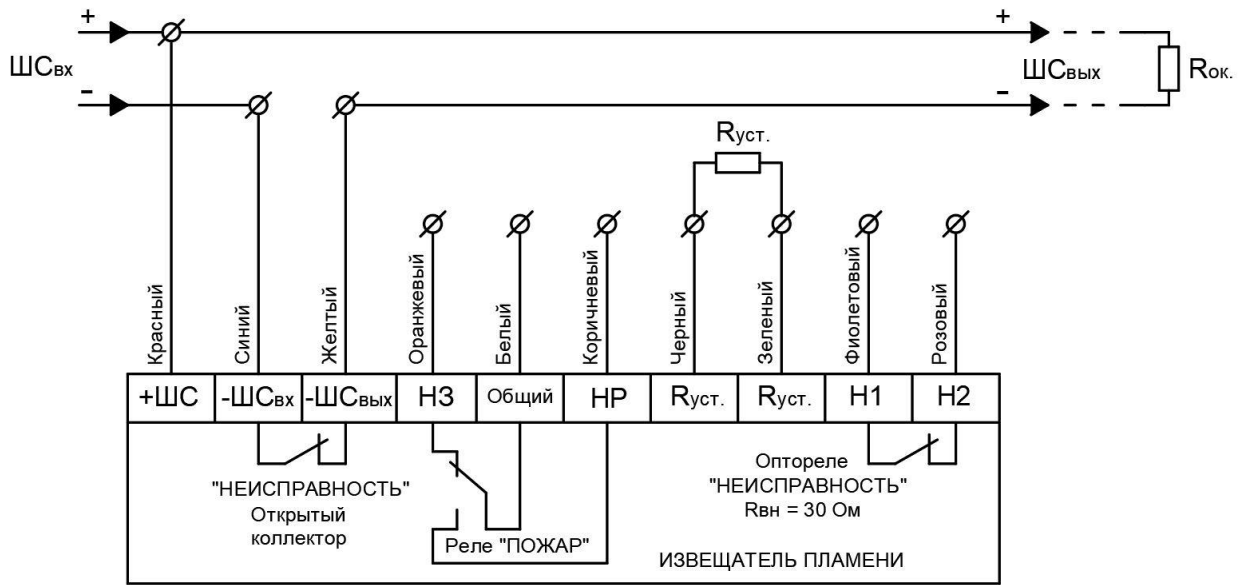 + +
ШСвх ШСвых Rок.
- -
Rуст.
Красный
Синий
Желтый
Оранжевый
Белый
Коричневый
Черный
Зеленый
Фиолетовый
Розовый
+ШС -ШСвх -ШСвых НЗ Общий НР Rуст. Rуст. Н1 Н2
"НЕИСПРАВНОСТЬ"
Открытый
коллектор
Реле "ПОЖАР"
Оптореле
"НЕИСПРАВНОСТЬ"
Rвн = 30 Ом
ИЗВЕЩАТЕЛЬ ПЛАМЕНИ